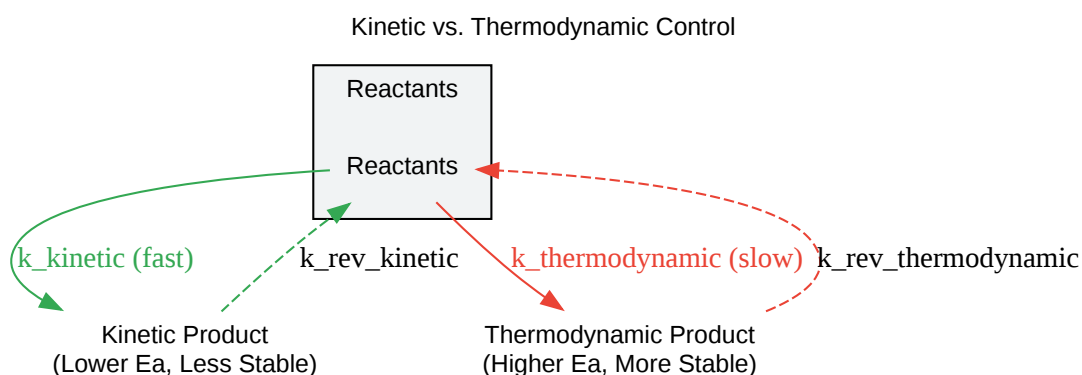 Kinetic vs. Thermodynamic Control
Reactants
Reactants
k_kinetic (fast)
k_rev_kinetic
k_thermodynamic (slow)
k_rev_thermodynamic
Kinetic Product
(Lower Ea, Less Stable)
Thermodynamic Product
(Higher Ea, More Stable)